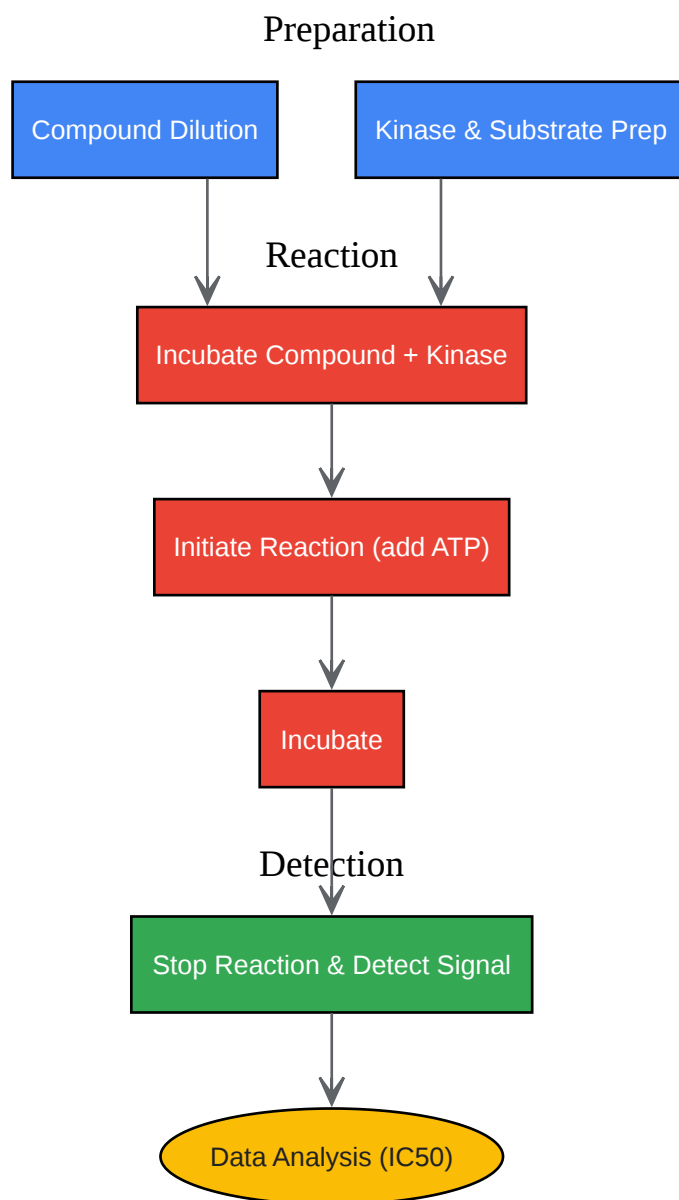 Preparation
Compound Dilution
Kinase & Substrate Prep
Reaction
Incubate Compound + Kinase
Initiate Reaction (add ATP)
Incubate
Detection
Stop Reaction & Detect Signal
Data Analysis (IC50)